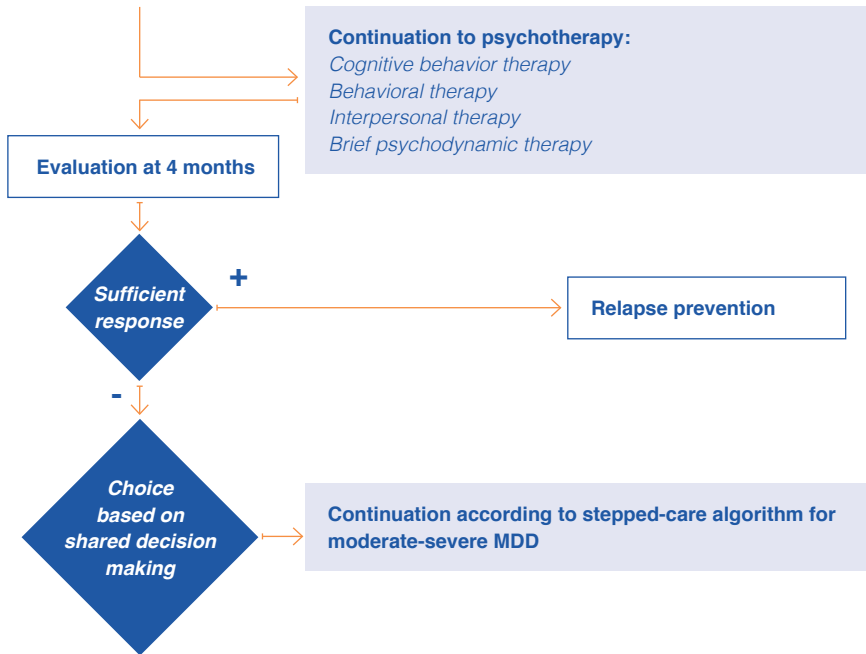 Continuation to psychotherapy:
Cognitive behavior therapy
Behavioral therapy
Interpersonal therapy
Brief psychodynamic therapy
Evaluation at 4 months
+
Sufficient
response
Relapse prevention
-
Choice
based on
shared decision
making
Continuation according to stepped-care algorithm for
moderate-severe MDD